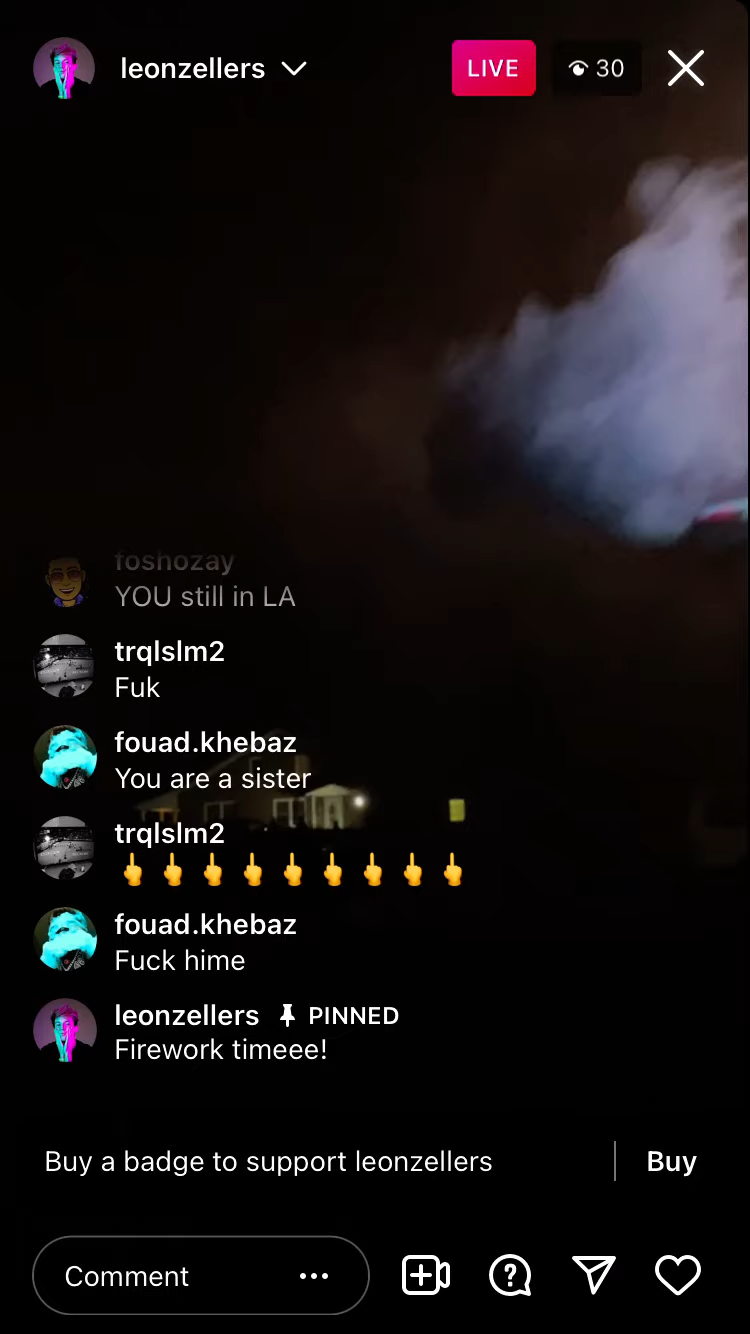 leonzellers
LIVE
30
foshozay
YOU still in LA
trqlslm2
Fuk
fouad.khebaz
You are a sister
trqlslm2
🖕🖕🖕🖕🖕🖕🖕🖕🖕
fouad.khebaz
Fuck hime
leonzellers PINNED
Firework timeee!
Buy a badge to support leonzellers | Buy
Comment